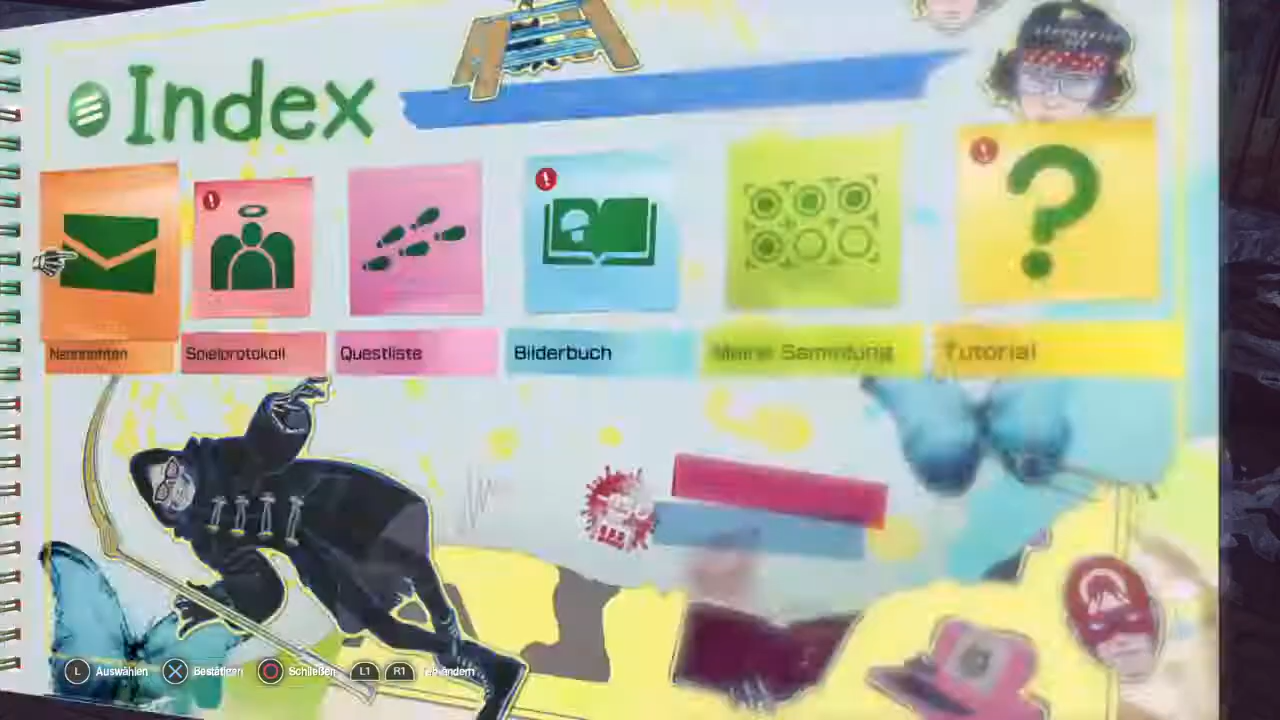 Index
Nachrichten
Spielprotokoll
Questliste
Bilderbuch
Meine Sammlung
Tutorial
L Auswählen
Bestätigen
Schließen
L1 R1